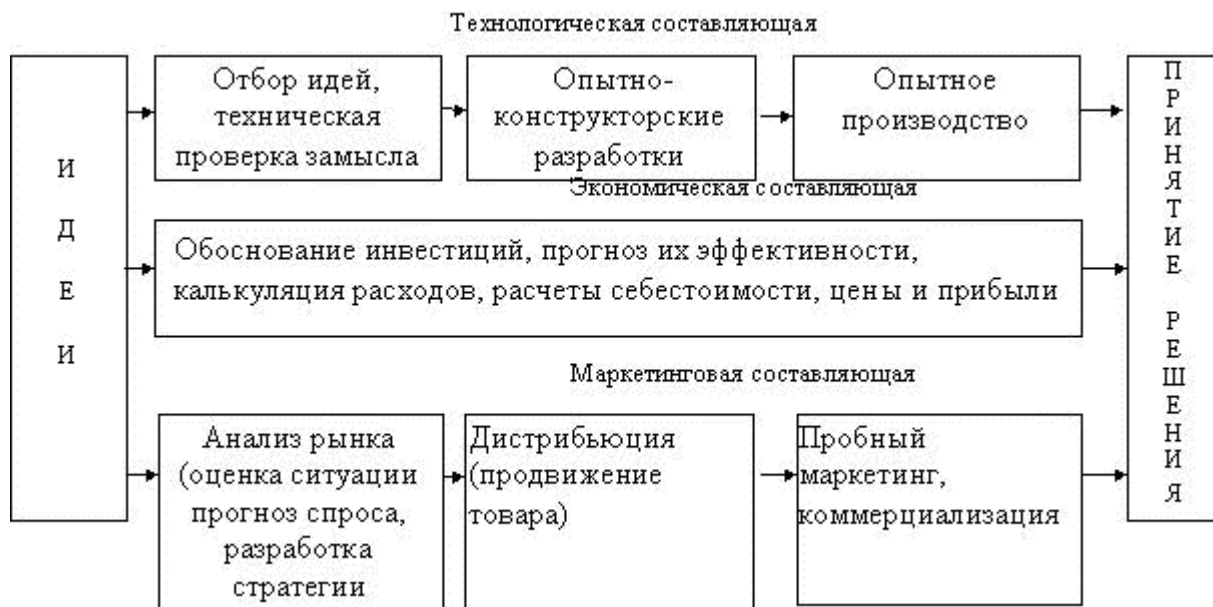 Технологическая составляющая
И
Д
Е
И
Отбор идей,
техническая
проверка замысла
Опытно-
конструкторские
разработки
Опытное
производство
Экономическая составляющая
Обоснование инвестиций, прогноз их эффективности,
калькуляция расходов, расчеты себестоимости, цены и прибыли
Маркетинговая составляющая
Анализ рынка
(оценка ситуации
прогноз спроса,
разработка
стратегии
Дистрибьюция
(продвижение
товара)
Пробный
маркетинг,
коммерциализация
П
Р
И
Н
Я
Т
И
Е
Р
Е
Ш
Е
Н
И
Я